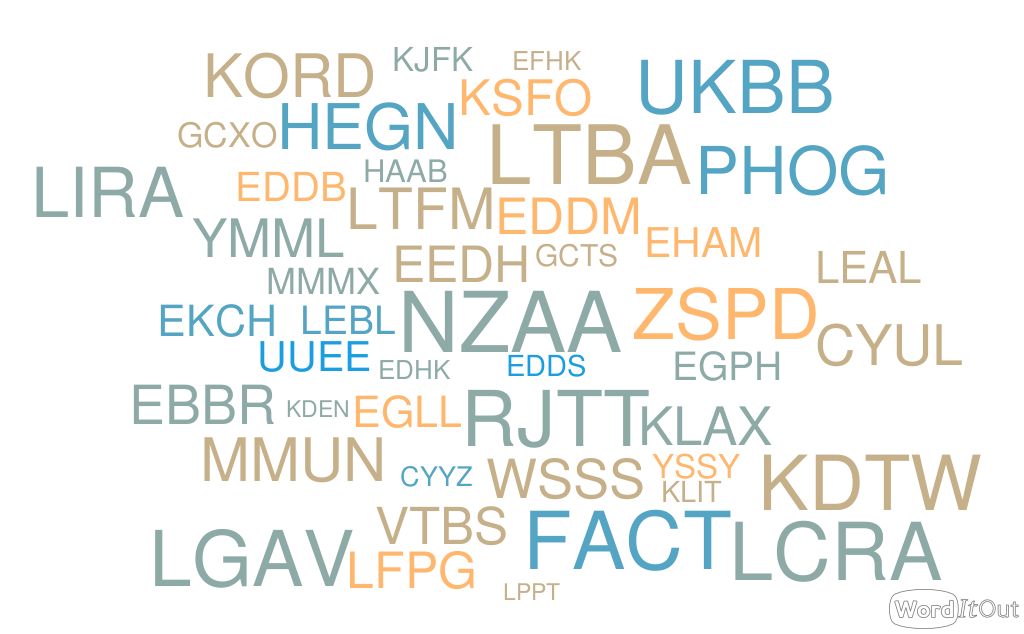 KORD
KJFK
EFHK
UKBB
KSFO
GCXO
HEGN
LTBA
PHOG
HAAB
LIRA
EDDB
LTFM
EDDM
YMML
EHAM
EEDH
GCTS
LEAL
MMMX
NZAA
ZSPD
EKCH
LEBL
CYUL
UUEE
EDHK
EDDS
EGPH
EBBR
KDEN
EGLL
RJTT
KLAX
MMUN
CYYZ
WSSS
YSSY
KLIT
KDTW
VTBS
FACT
LCRA
LGAV
LFPG
LPPT
WordItOut